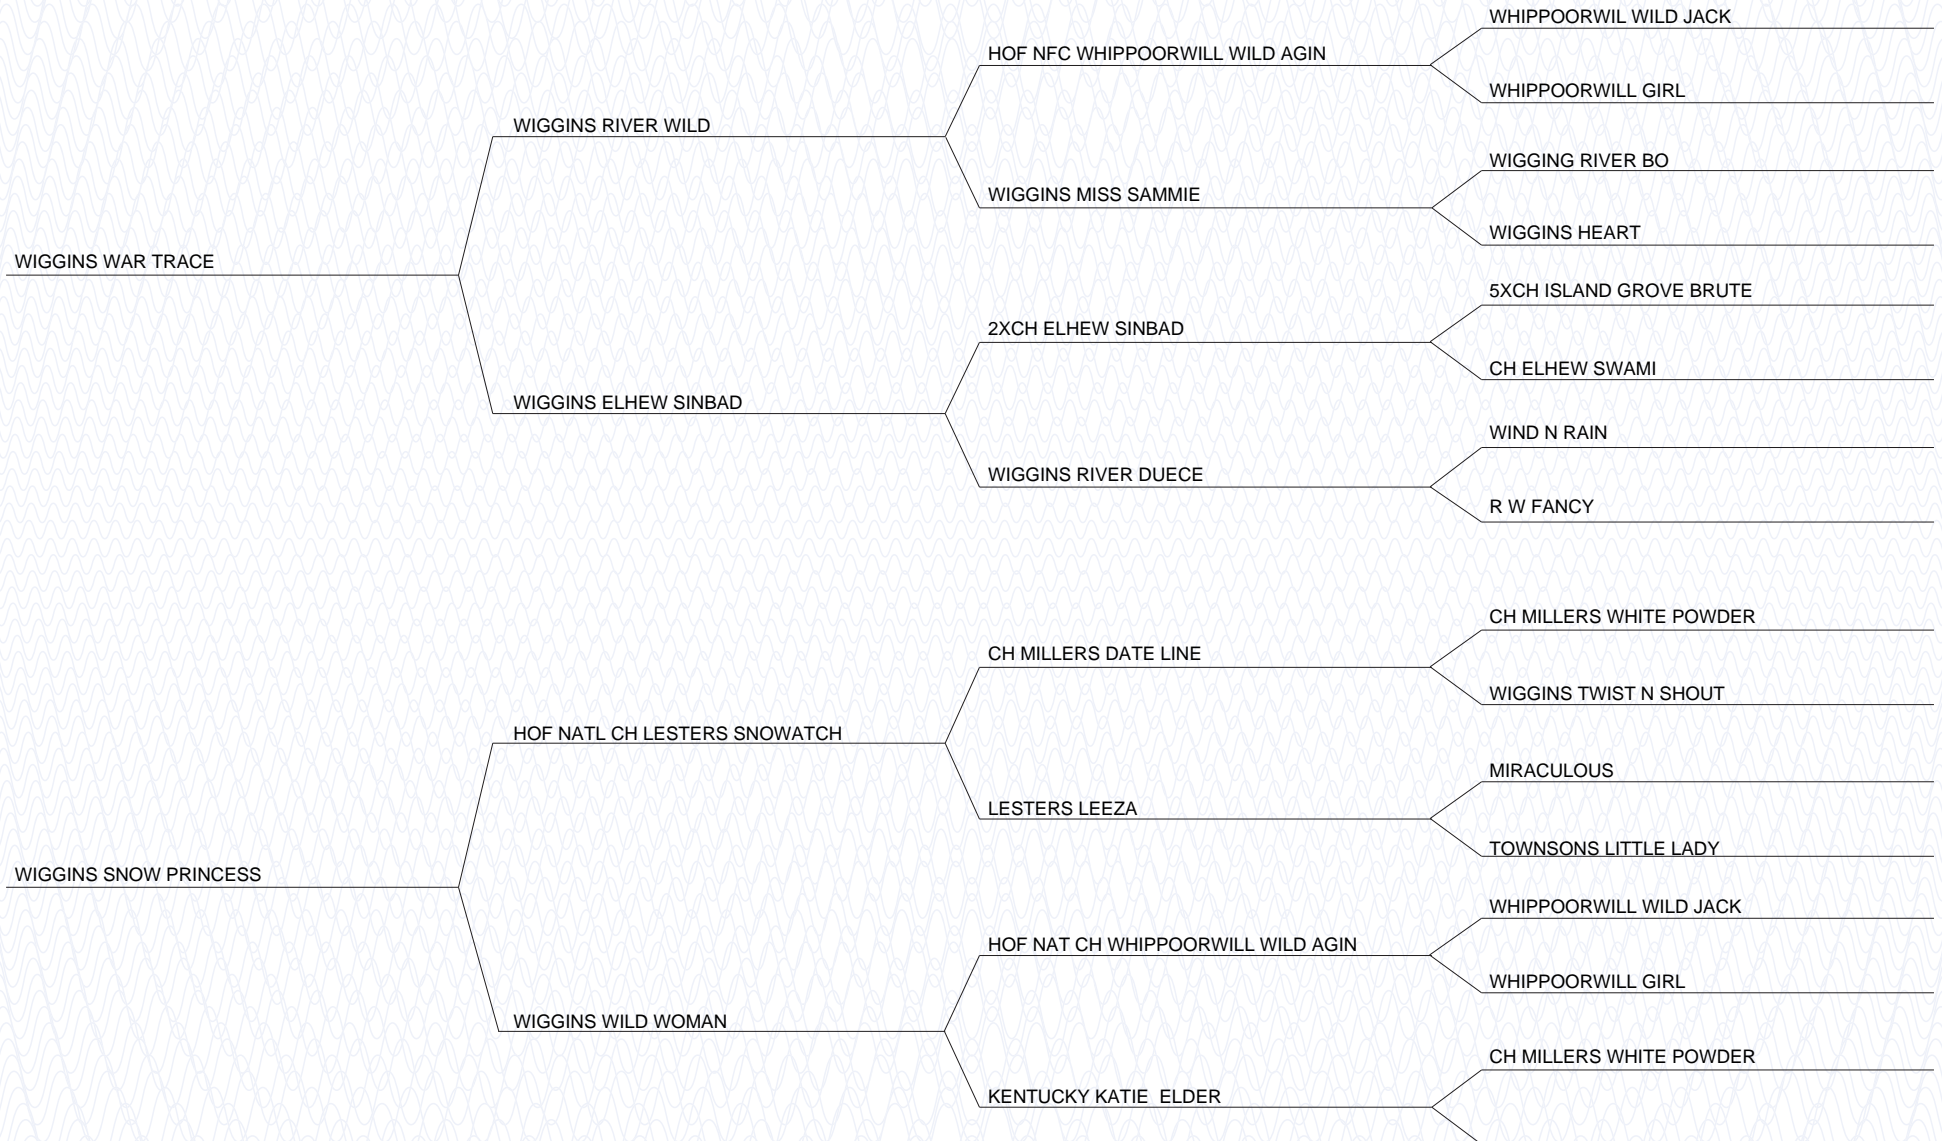 WHIPPOORWIL WILD JACK
HOF NFC WHIPPOORWILL WILD AGIN
WHIPPOORWILL GIRL
WIGGINS RIVER WILD
WIGGING RIVER BO
WIGGINS MISS SAMMIE
WIGGINS HEART
WIGGINS WAR TRACE
5XCH ISLAND GROVE BRUTE
2XCH ELHEW SINBAD
CH ELHEW SWAMI
WIGGINS ELHEW SINBAD
WIND N RAIN
WIGGINS RIVER DUECE
R W FANCY
CH MILLERS WHITE POWDER
CH MILLERS DATE LINE
WIGGINS TWIST N SHOUT
HOF NATL CH LESTERS SNOWATCH
MIRACULOUS
LESTERS LEEZA
TOWNSONS LITTLE LADY
WIGGINS SNOW PRINCESS
WHIPPOORWILL WILD JACK
HOF NAT CH WHIPPOORWILL WILD AGIN
WHIPPOORWILL GIRL
WIGGINS WILD WOMAN
CH MILLERS WHITE POWDER
KENTUCKY KATIE  ELDER